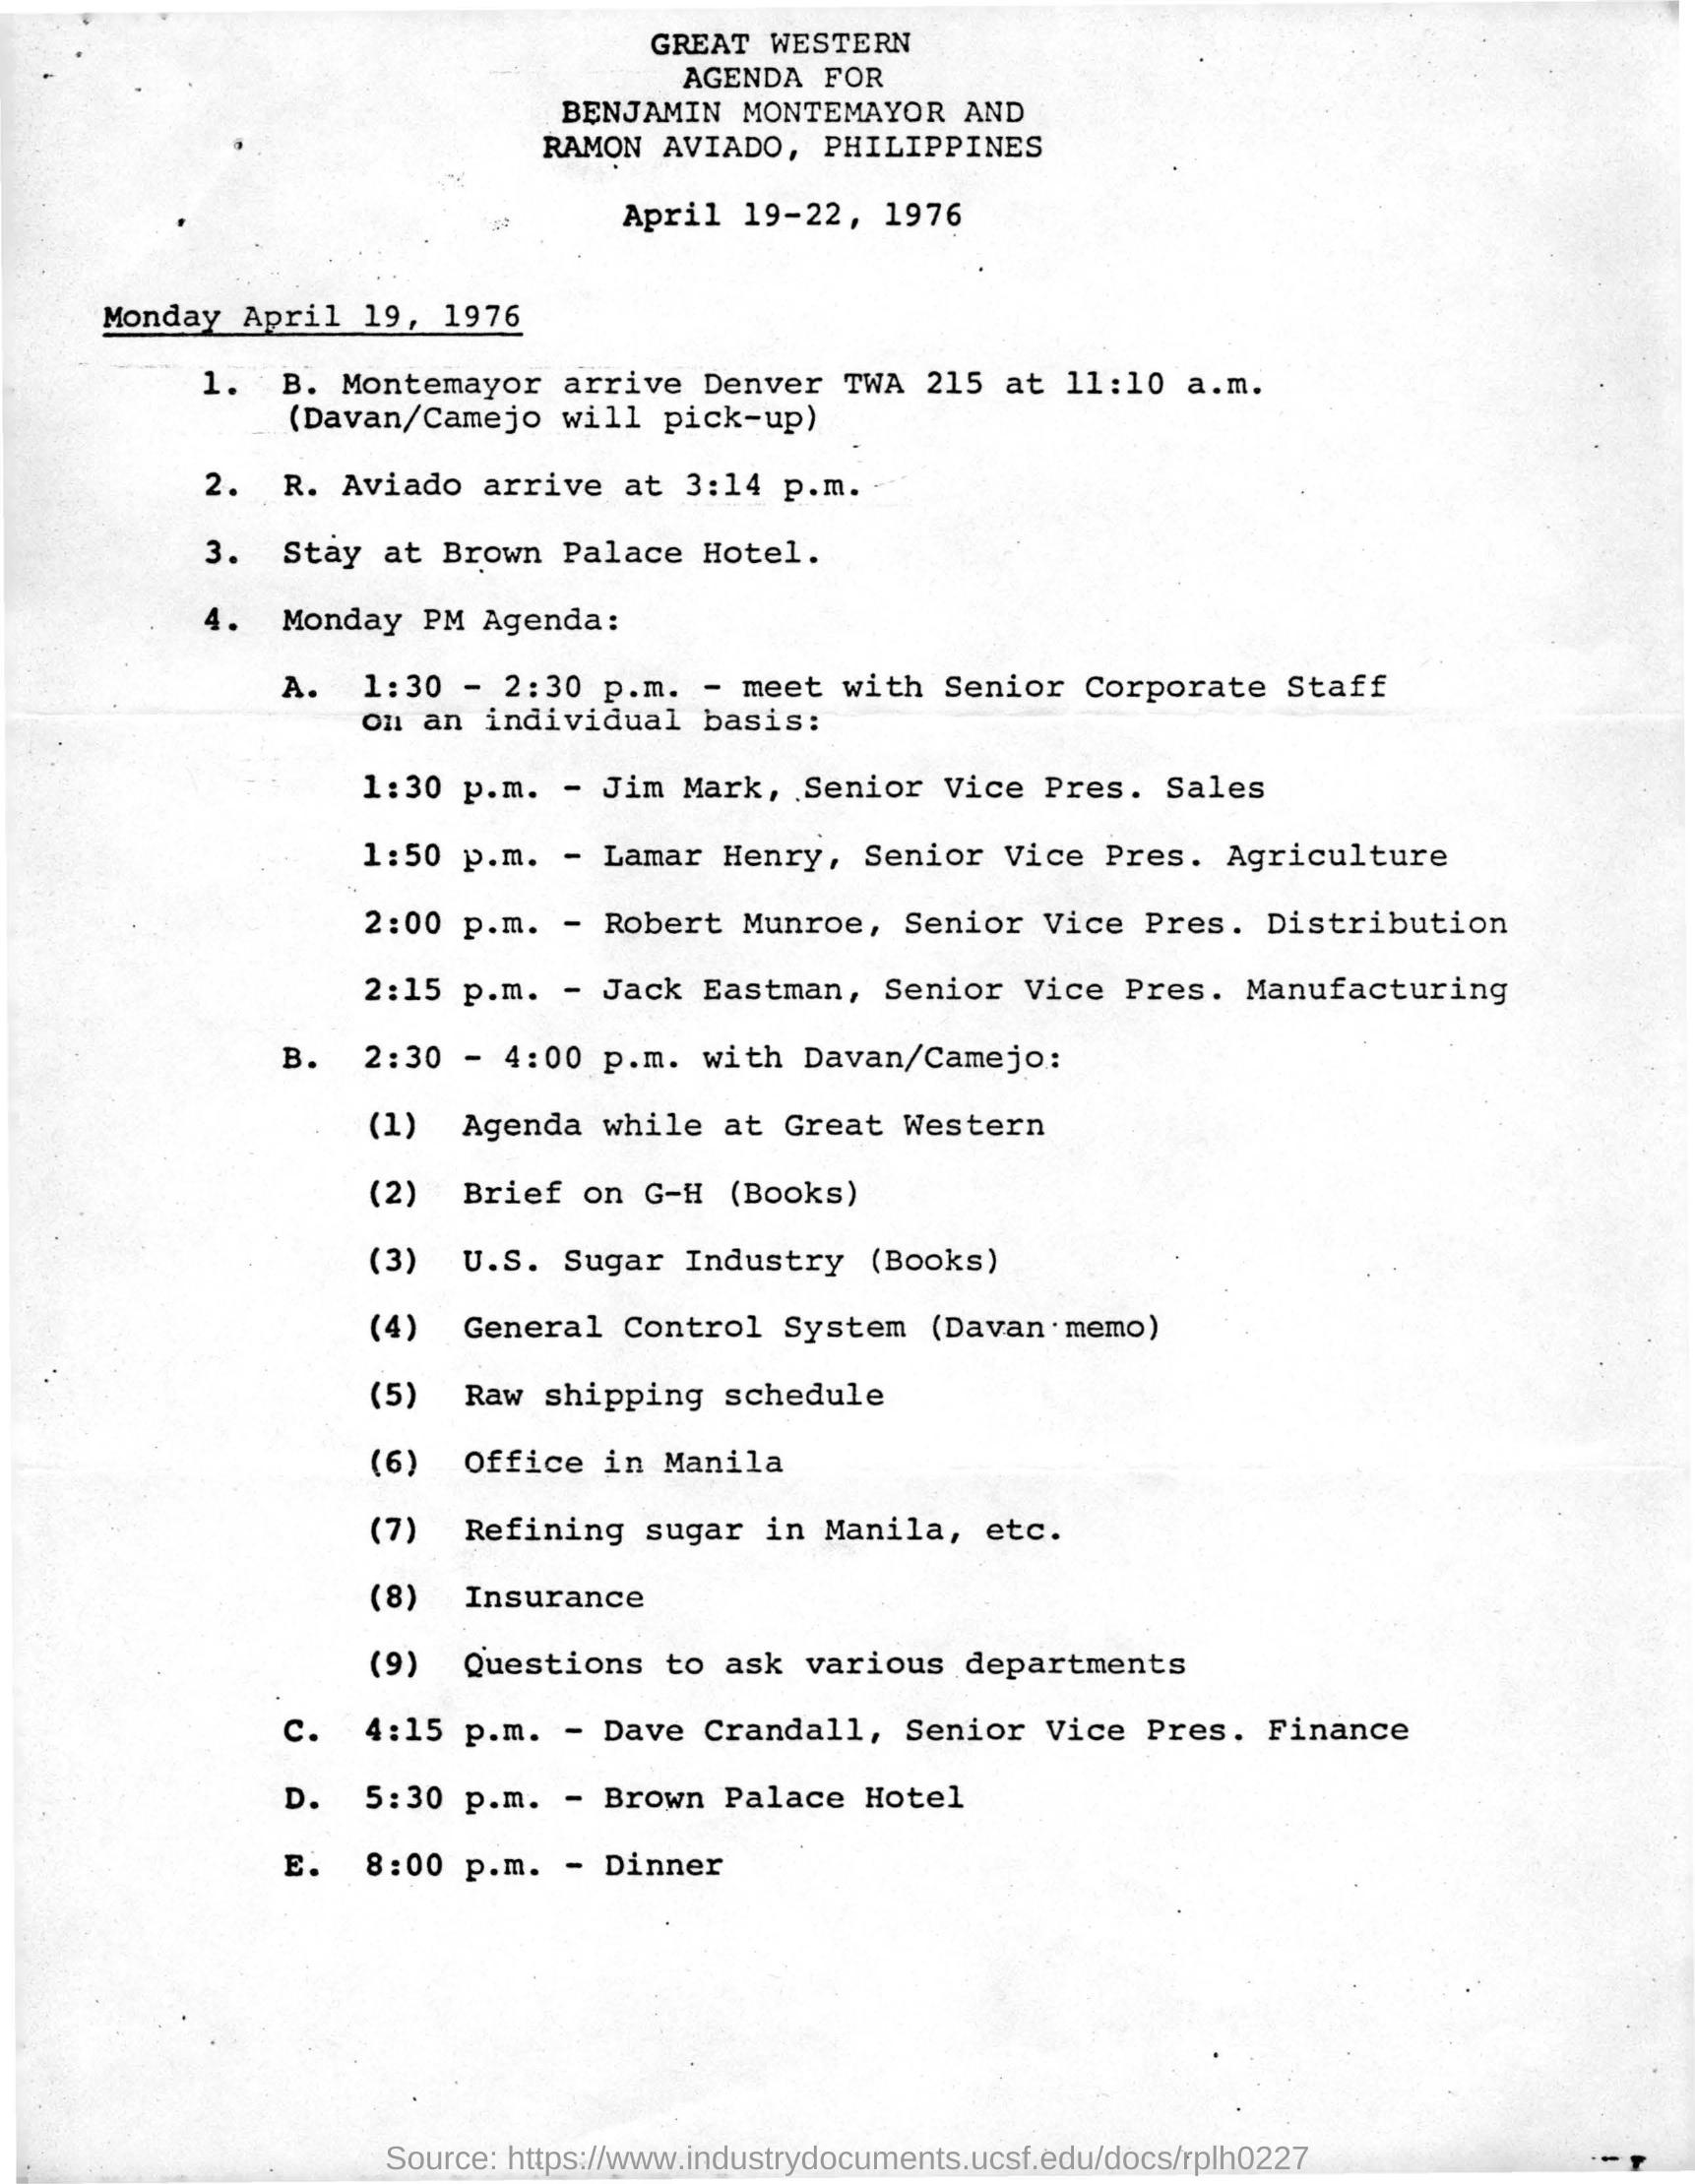 GREAT WESTERN
AGENDA FOR
BENJAMIN MONTEMAYOR AND
RAMON AVIADO, PHILIPPINES
April 19-22, 1976
Monday April 19, 1976
1. B. Montemayor arrive Denver TWA 215 at 11:10 a.m.
(Davan/Camejo will pick-up)
2. R. Aviado arrive at 3:14 p.m.
3. Stay at Brown Palace Hotel.
4. Monday PM Agenda:
A. 1:30 - 2:30 p.m. - meet with Senior Corporate Staff
on an individual basis:
1:30 p.m. - Jim Mark, Senior Vice Pres. Sales
1:50 p.m. - Lamar Henry, Senior Vice Pres. Agriculture
2:00 p.m. - Robert Munroe, Senior Vice Pres. Distribution
2:15 p.m. - Jack Eastman, Senior Vice Pres. Manufacturing
B. 2:30 - 4:00 p.m. with Davan/Camejo:
(1) Agenda while at Great Western
(2) Brief on G-H (Books)
(3) U.S. Sugar Industry (Books)
(4) General Control System (Davan memo)
(5) Raw shipping schedule
(6) Office in Manila
(7) Refining sugar in Manila, etc.
(8) Insurance
(9) Questions to ask various departments
C. 4:15 p.m. - Dave Crandall, Senior Vice Pres. Finance
D. 5:30 p.m. - Brown Palace Hotel
E. 8:00 p.m. - Dinner
Source: https://www.industrydocuments.ucsf.edu/docs/rplh0227